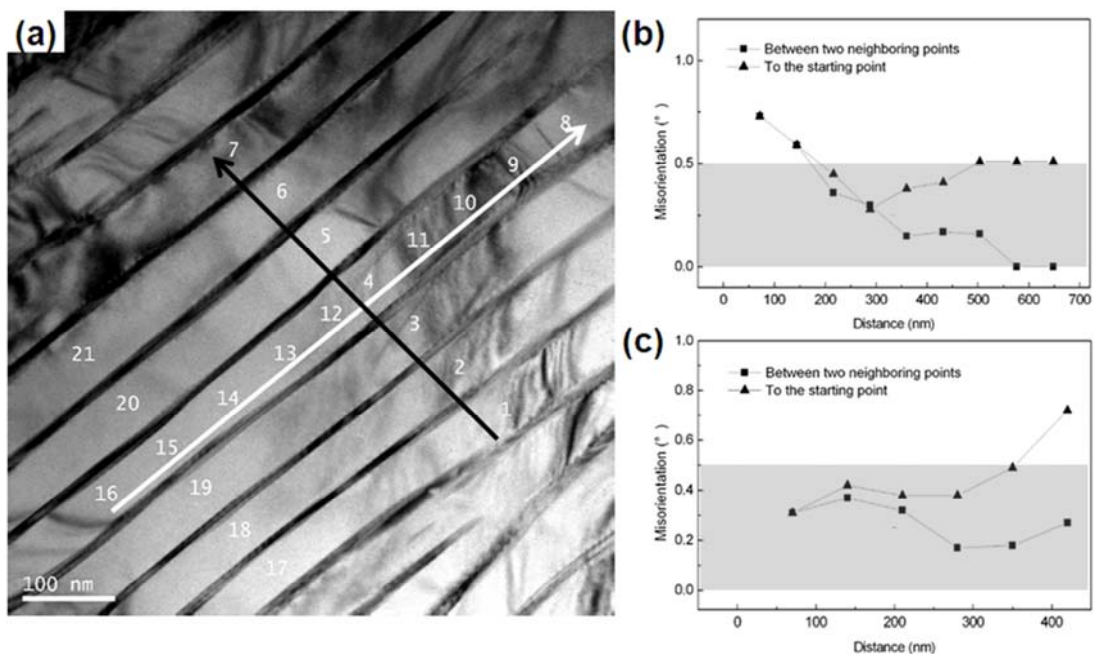 (a)
7
8
9
6
10
5
11
4
12
3
13
21
2
14
20
1
15
16
19
18
17
100 nm
(b)
1.0
0.5
0.0
Misorientation (°)
Between two neighboring points
To the starting point
0 100 200 300 400 500 600 700
Distance (nm)
(c)
1.0
0.8
0.6
0.4
0.2
0.0
Misorientation (°)
Between two neighboring points
To the starting point
0 100 200 300 400
Distance (nm)